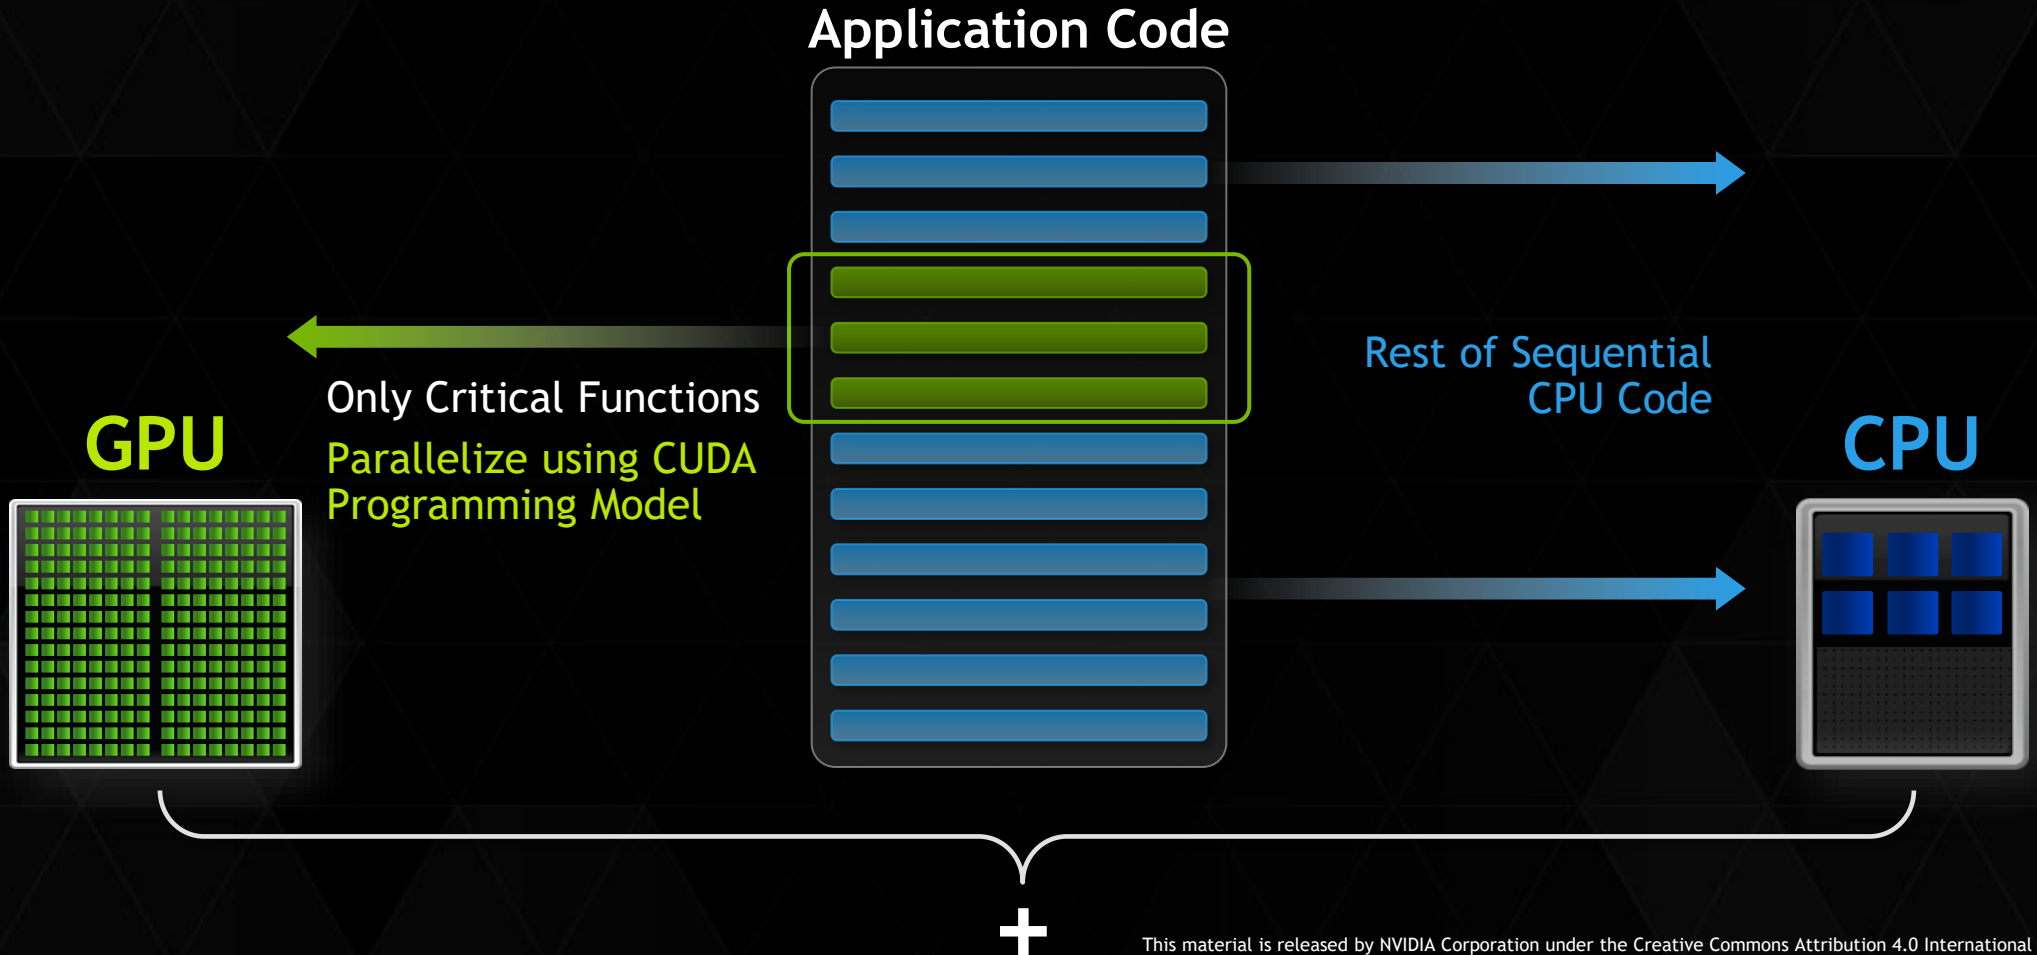 Application Code
Only Critical Functions
Parallelize using CUDA
Programming Model
GPU
Rest of Sequential
CPU Code
CPU
+
This material is released by NVIDIA Corporation under the Creative Commons Attribution 4.0 International